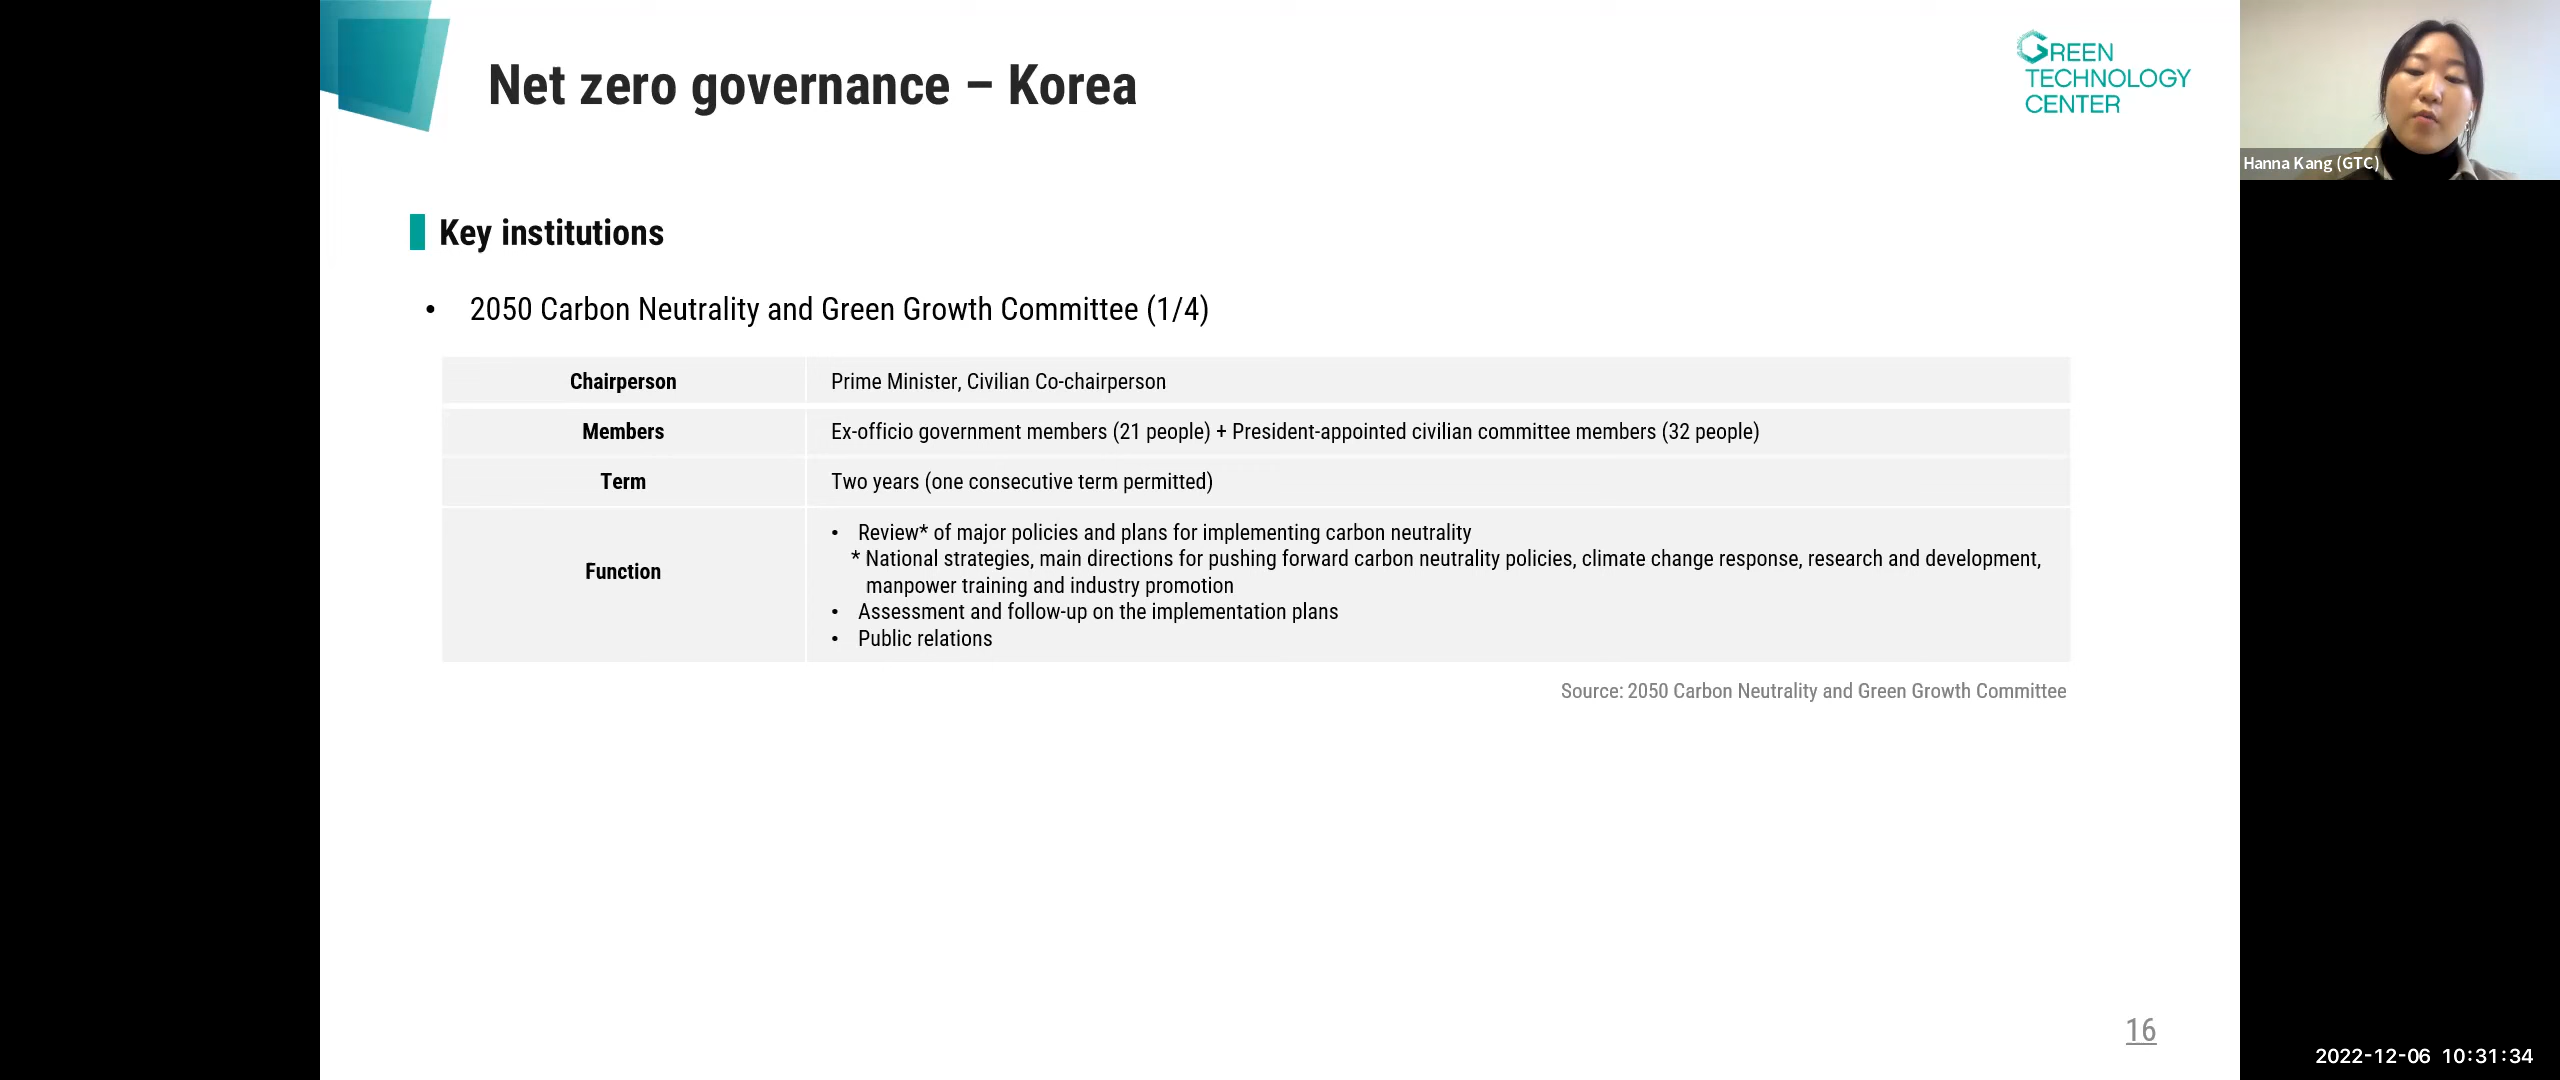 Net zero governance – Korea
GREEN
TECHNOLOGY
CENTER
Hanna Kang (GTC)
Key institutions
• 2050 Carbon Neutrality and Green Growth Committee (1/4)
Chairperson
Prime Minister, Civilian Co-chairperson
Members
Ex-officio government members (21 people) + President-appointed civilian committee members (32 people)
Term
Two years (one consecutive term permitted)
Function
• Review* of major policies and plans for implementing carbon neutrality
* National strategies, main directions for pushing forward carbon neutrality policies, climate change response, research and development,
manpower training and industry promotion
• Assessment and follow-up on the implementation plans
• Public relations
Source: 2050 Carbon Neutrality and Green Growth Committee
16
2022-12-06 10:31:34